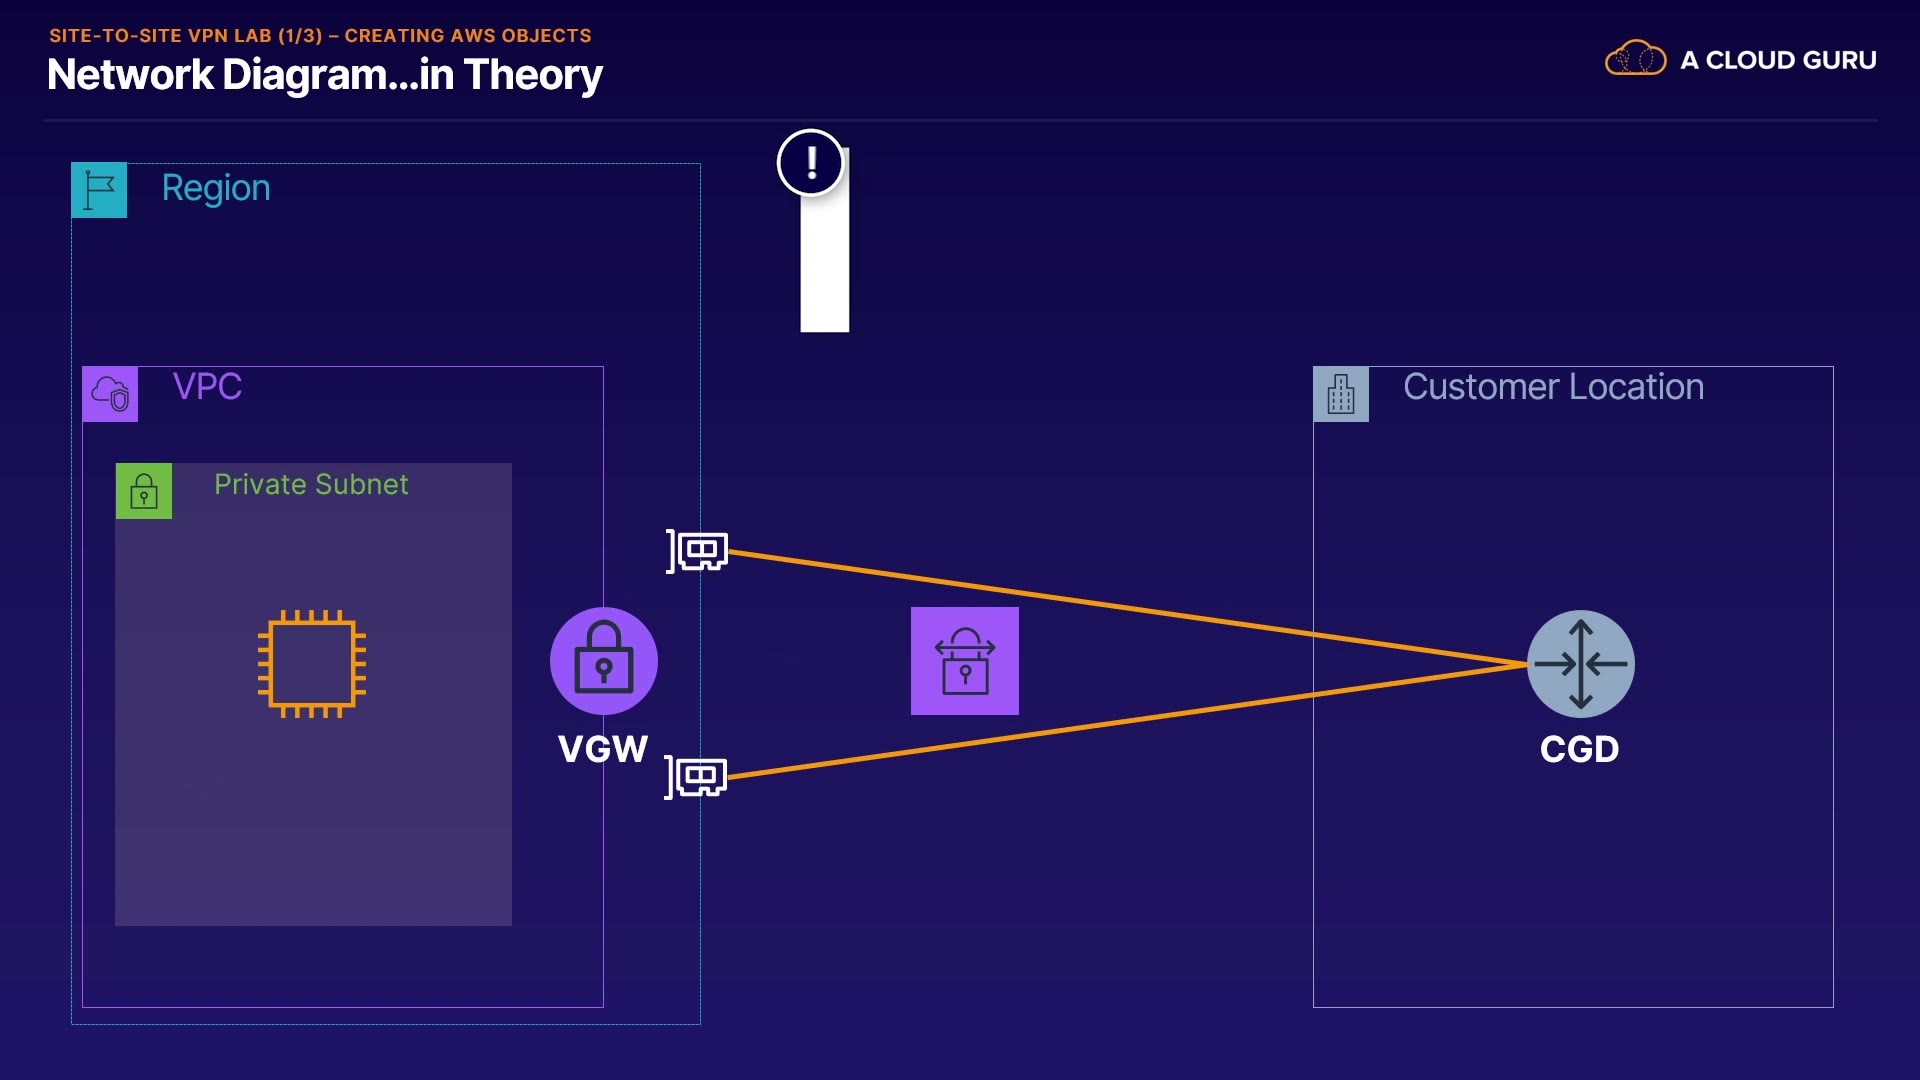 SITE-TO-SITE VPN LAB (1/3) – CREATING AWS OBJECTS
Network Diagram...in Theory
A CLOUD GURU
!
Region
VPC
Customer Location
Private Subnet
VGW
CGD